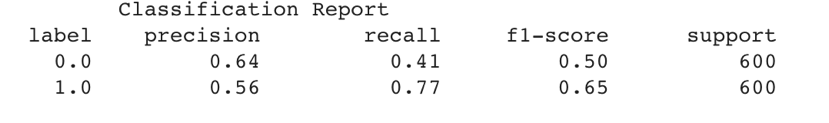 Classification Report
label precision recall f1-score support
0.0 0.64 0.41 0.50 600
1.0 0.56 0.77 0.65 600